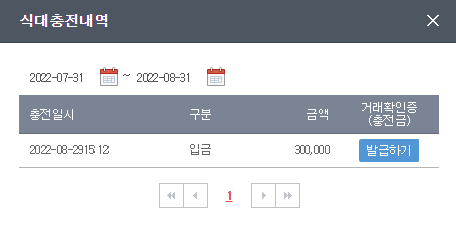 식대충전내역
2022-07-31 ~ 2022-08-31
충전일시 구분 금액 거래확인증
(충전금)
2022-08-2915:12: 입금 300,000 발급하기
1